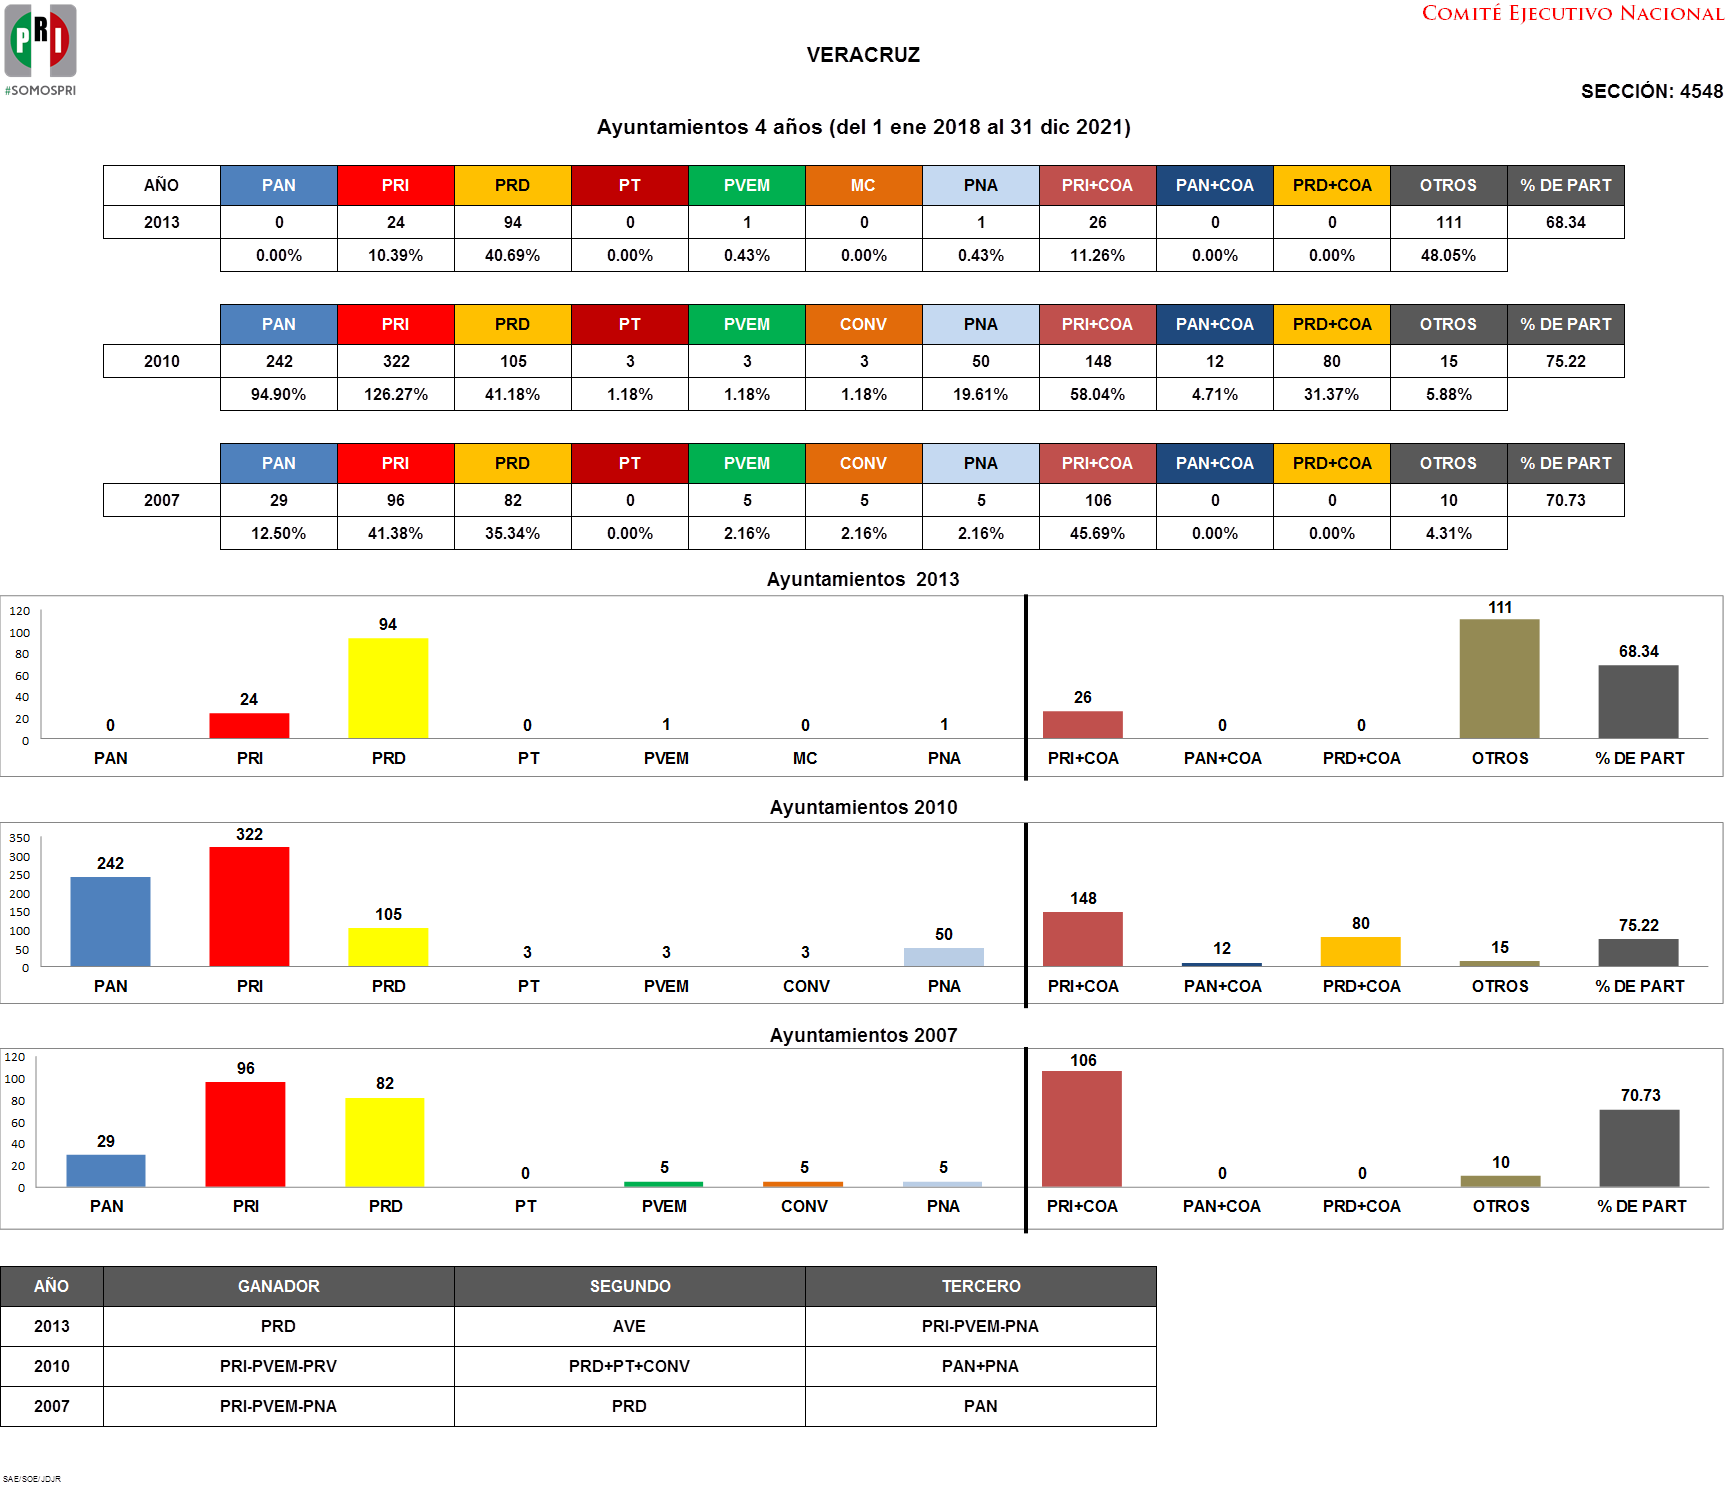 PRI
#SOMOSPRI
COMITÉ EJECUTIVO NACIONAL
VERACRUZ
SECCIÓN: 4548
Ayuntamientos 4 años (del 1 ene 2018 al 31 dic 2021)
AÑO PAN PRI PRD PT PVEM MC PNA PRI+COA PAN+COA PRD+COA OTROS % DE PART
2013 0 24 94 0 1 0 1 26 0 0 111 68.34
0.00% 10.39% 40.69% 0.00% 0.43% 0.00% 0.43% 11.26% 0.00% 0.00% 48.05%
PAN PRI PRD PT PVEM CONV PNA PRI+COA PAN+COA PRD+COA OTROS % DE PART
2010 242 322 105 3 3 3 50 148 12 80 15 75.22
94.90% 126.27% 41.18% 1.18% 1.18% 1.18% 19.61% 58.04% 4.71% 31.37% 5.88%
PAN PRI PRD PT PVEM CONV PNA PRI+COA PAN+COA PRD+COA OTROS % DE PART
2007 29 96 82 0 5 5 5 106 0 0 10 70.73
12.50% 41.38% 35.34% 0.00% 2.16% 2.16% 2.16% 45.69% 0.00% 0.00% 4.31%
Ayuntamientos 2013
120
100
80
60
40
20
0
0 24 94 0 1 0 1 26 0 0 111 68.34
PAN PRI PRD PT PVEM MC PNA PRI+COA PAN+COA PRD+COA OTROS % DE PART
Ayuntamientos 2010
350
300
250
200
150
100
50
0
242 322 105 3 3 3 50 148 12 80 15 75.22
PAN PRI PRD PT PVEM CONV PNA PRI+COA PAN+COA PRD+COA OTROS % DE PART
Ayuntamientos 2007
120
100
80
60
40
20
0
29 96 82 0 5 5 5 106 0 0 10 70.73
PAN PRI PRD PT PVEM CONV PNA PRI+COA PAN+COA PRD+COA OTROS % DE PART
AÑO GANADOR SEGUNDO TERCERO
2013 PRD AVE PRI-PVEM-PNA
2010 PRI-PVEM-PRV PRD+PT+CONV PAN+PNA
2007 PRI-PVEM-PNA PRD PAN
SAE/SOE/JDJR